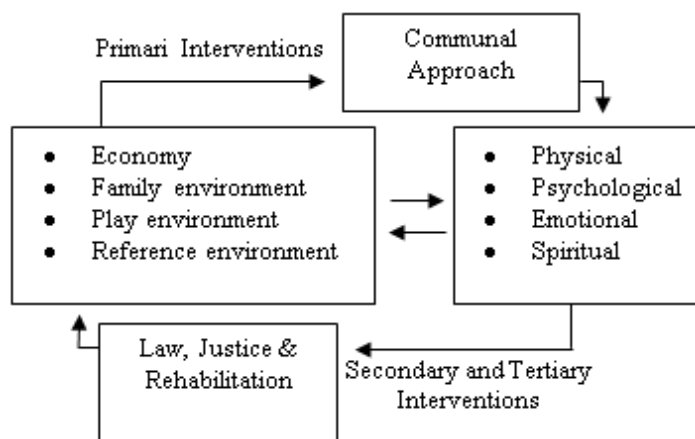 Primari Interventions
Communal
Approach
● Economy
● Family environment
● Play environment
● Reference environment
● Physical
● Psychological
● Emotional
● Spiritual
Law, Justice &
Rehabilitation
Secondary and Tertiary
Interventions